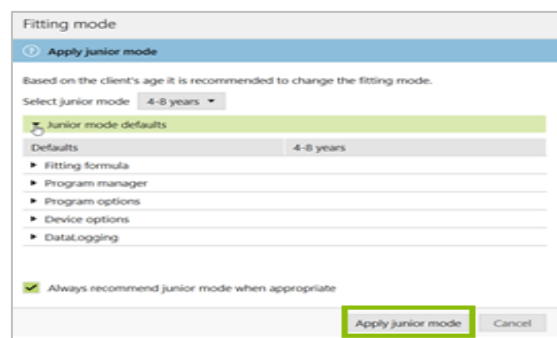 Fitting mode
Apply junior mode
Based on the client's age it is recommended to change the fitting mode.
Select junior mode 4-8 years
Junior mode defaults
Defaults 4-8 years
Fitting formula
Program manager
Program options
Device options
DataLogging
Always recommend junior mode when appropriate
Apply junior mode Cancel